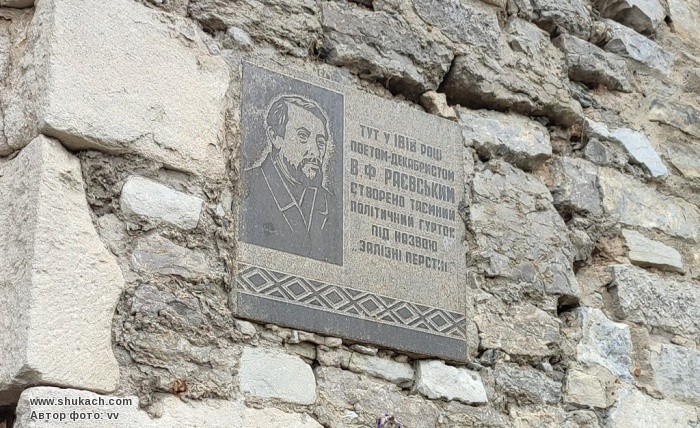 ТУТ У 1818 РОЦІ
ПОЕТОМ-ДЕКАБРИСТОМ
В. Ф. РАЄВСЬКИМ
СТВОРЕНО ТАЄМНИЙ
ПОЛІТИЧНИЙ ГУРТОК
ПІД НАЗВОЮ
„ЗАЛІЗНІ ПЕРСТНІ"
www.shukach.com
Автор фото: vv